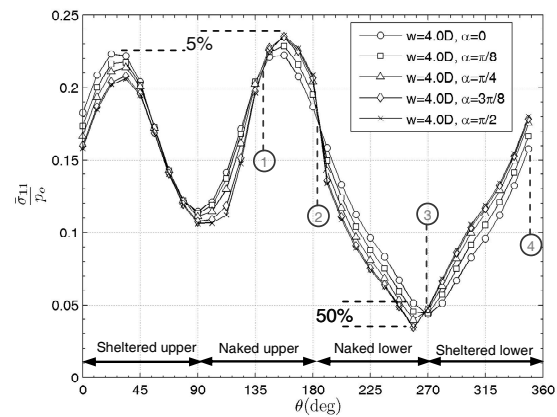 0.25
0.2
0.15
0.1
0.05
0
σ̄₁₁/pₒ
5%
w=4.0D, α=0
w=4.0D, α=π/8
w=4.0D, α=π/4
w=4.0D, α=3π/8
w=4.0D, α=π/2
1
2
3
4
50%
Sheltered upper
Naked upper
Naked lower
Sheltered lower
0 45 90 135 180 225 270 315 360
θ(deg)